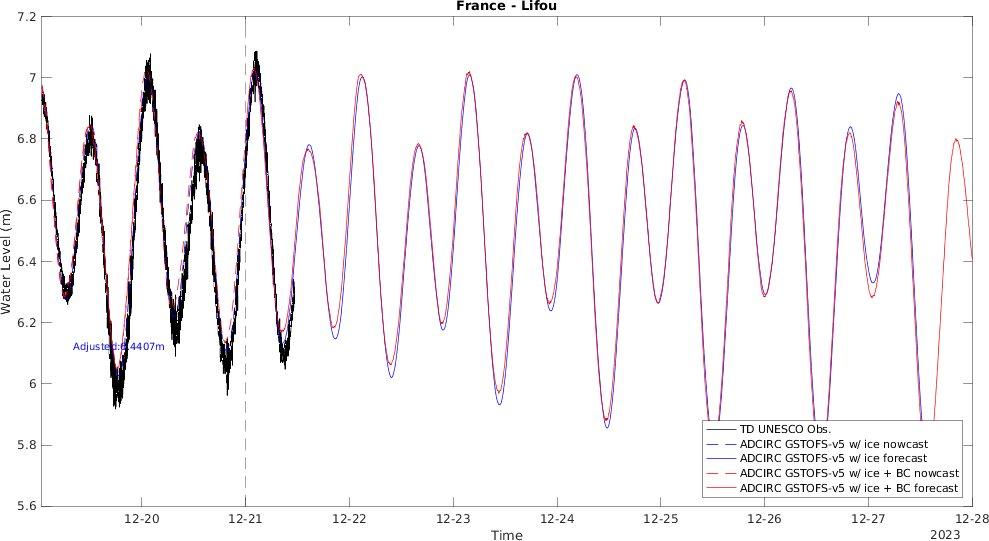 France - Lifou
7.2
7
6.8
6.6
6.4
6.2
6
5.8
5.6
Water Level (m)
Adjusted:6.4407m
TD UNESCO Obs.
ADCIRC GSTOFS-v5 w/ ice nowcast
ADCIRC GSTOFS-v5 w/ ice forecast
ADCIRC GSTOFS-v5 w/ ice + BC nowcast
ADCIRC GSTOFS-v5 w/ ice + BC forecast
12-20 12-21 12-22 12-23 12-24 12-25 12-26 12-27 12-28
Time 2023